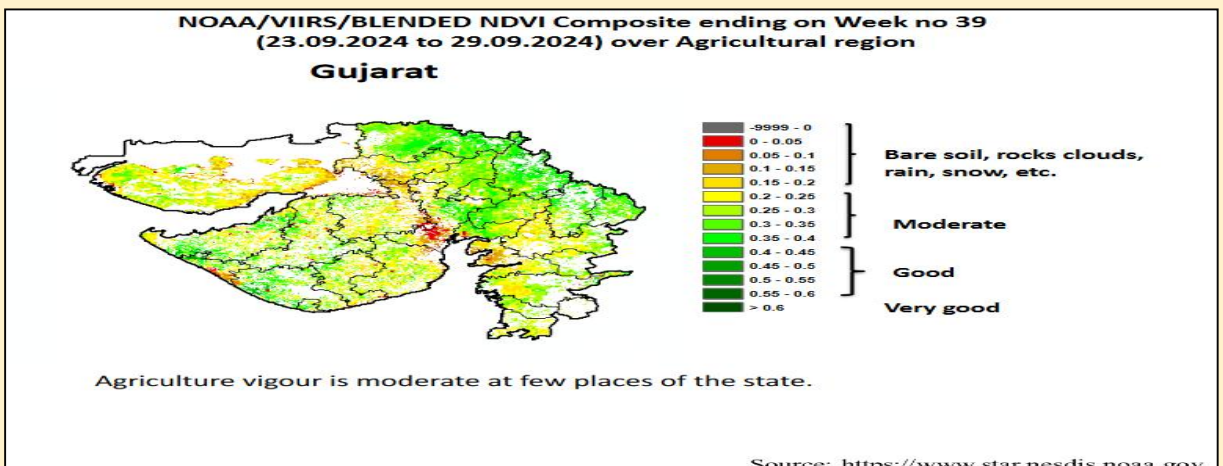 NOAA/VIIRS/BLENDED NDVI Composite ending on Week no 39
(23.09.2024 to 29.09.2024) over Agricultural region
Gujarat
-9999 - 0
0 - 0.05
0.05 - 0.1
0.1 - 0.15
0.15 - 0.2
0.2 - 0.25
0.25 - 0.3
0.3 - 0.35
0.35 - 0.4
0.4 - 0.45
0.45 - 0.5
0.5 - 0.55
0.55 - 0.6
> 0.6
Bare soil, rocks clouds,
rain, snow, etc.
Moderate
Good
Very good
Agriculture vigour is moderate at few places of the state.
Source: https://www.star.nesdis.noaa.gov